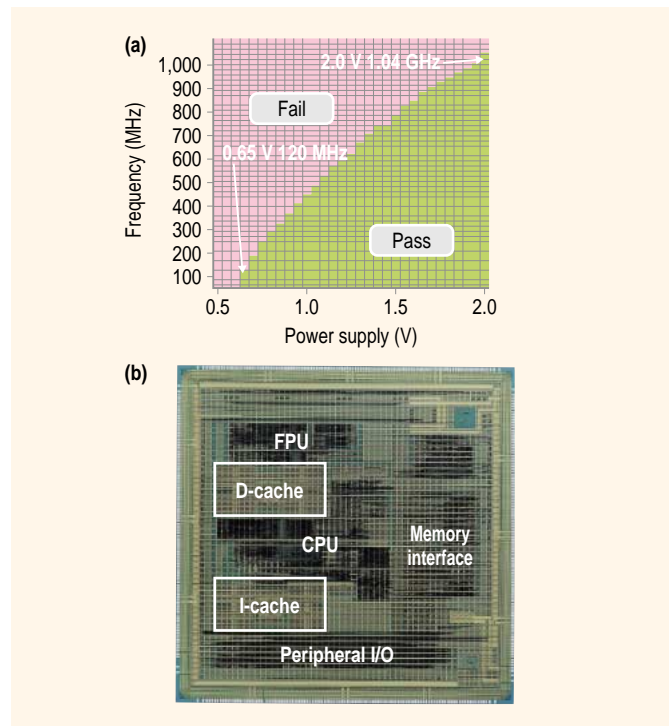 (a)
1,000
900
800
700
600
500
400
300
200
100
Frequency (MHz)
2.0 V 1.04 GHz
Fail
0.65 V 120 MHz
Pass
0.5
1.0
1.5
2.0
Power supply (V)
(b)
FPU
D-cache
CPU
Memory
interface
I-cache
Peripheral I/O